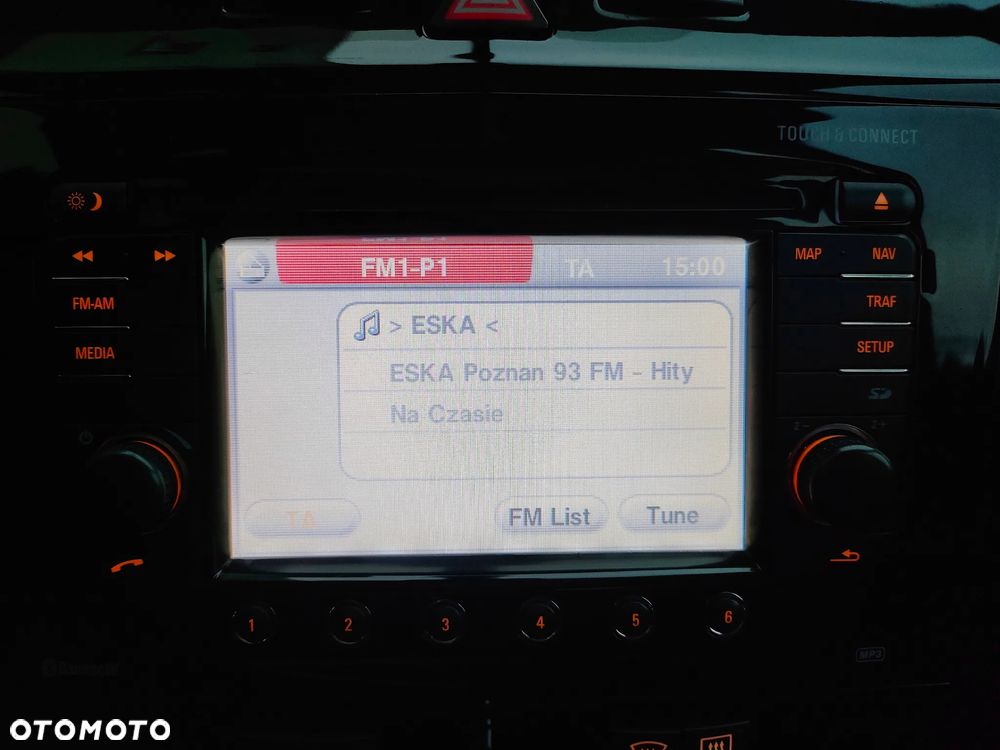 TOUCH & CONNECT
MAP
NAV
FM-AM
TRAF
MEDIA
SETUP
FM1-P1
TA
15:00
> ESKA <
ESKA Poznan 93 FM - Hity
Na Czasie
TA
FM List
Tune
1
2
3
4
5
6
MP3
OTOMOTO